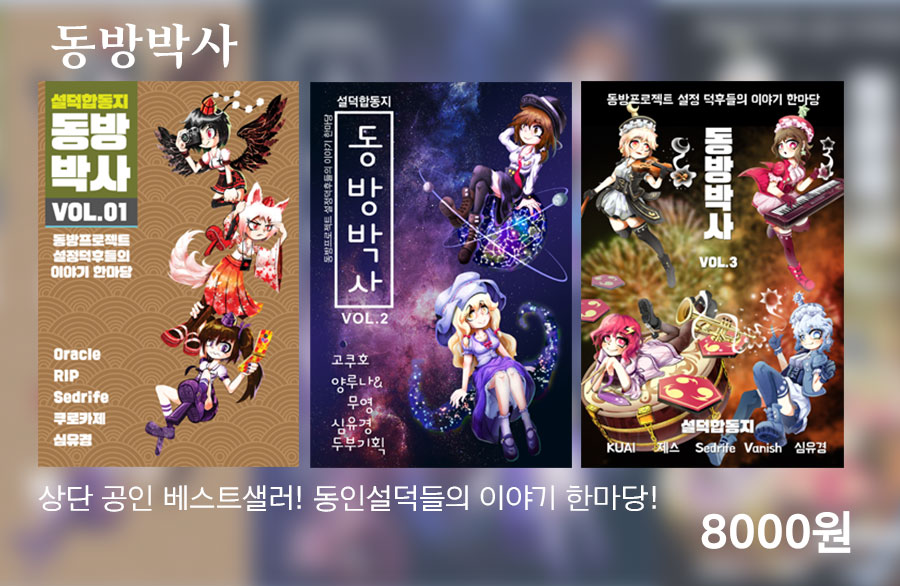 동방박사
설덕합동지
동방
박사
VOL.01
동방프로젝트
설정덕후들의
이야기 한마당
Oracle
RIP
Sedrife
쿠로카제
심유경
설덕합동지
동방프로젝트 설정덕후들의 이야기 한마당
동방박사
VOL.2
고쿠호
양루나&
무영
심유경
두부기획
동방프로젝트 설정 덕후들의 이야기 한마당
동방박사
VOL.3
설덕합동지
KUAI 제스 Sedrife Vanish 심유경
상단 공인 베스트샐러! 동인설덕들의 이야기 한마당!
8000원